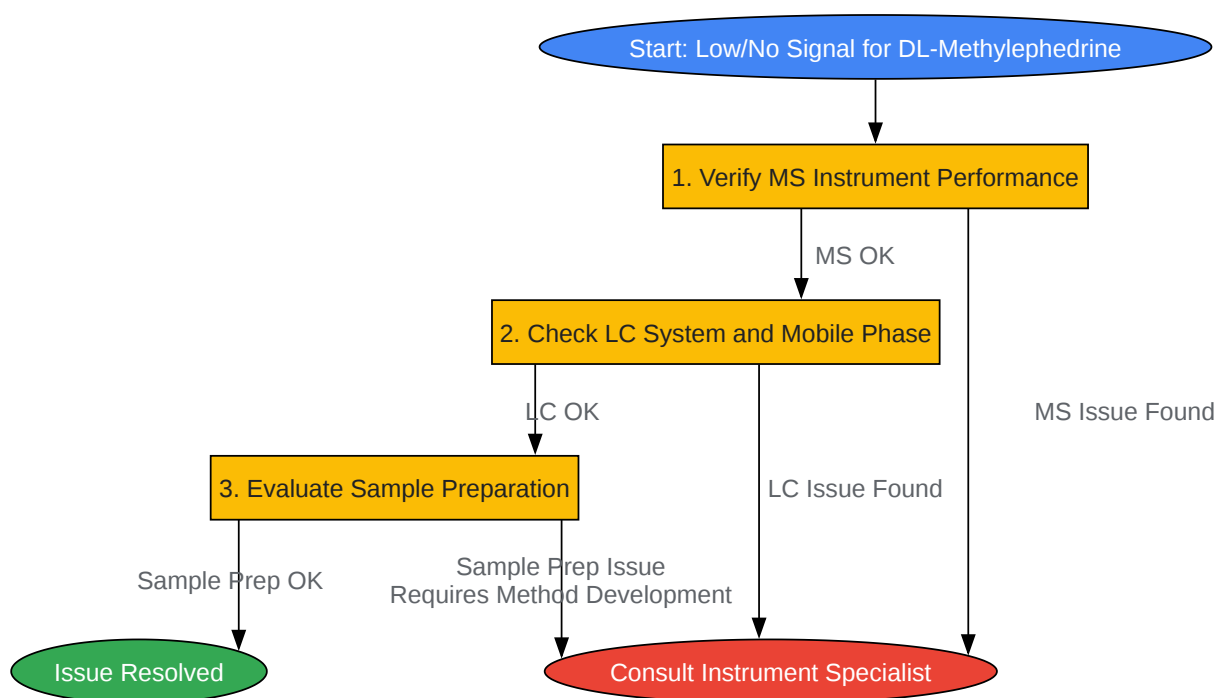 Start: Low/No Signal for DL-Methylephedrine
1. Verify MS Instrument Performance
MS OK
2. Check LC System and Mobile Phase
LC OK
MS Issue Found
3. Evaluate Sample Preparation
LC Issue Found
Sample Prep OK
Sample Prep Issue
Requires Method Development
Issue Resolved
Consult Instrument Specialist